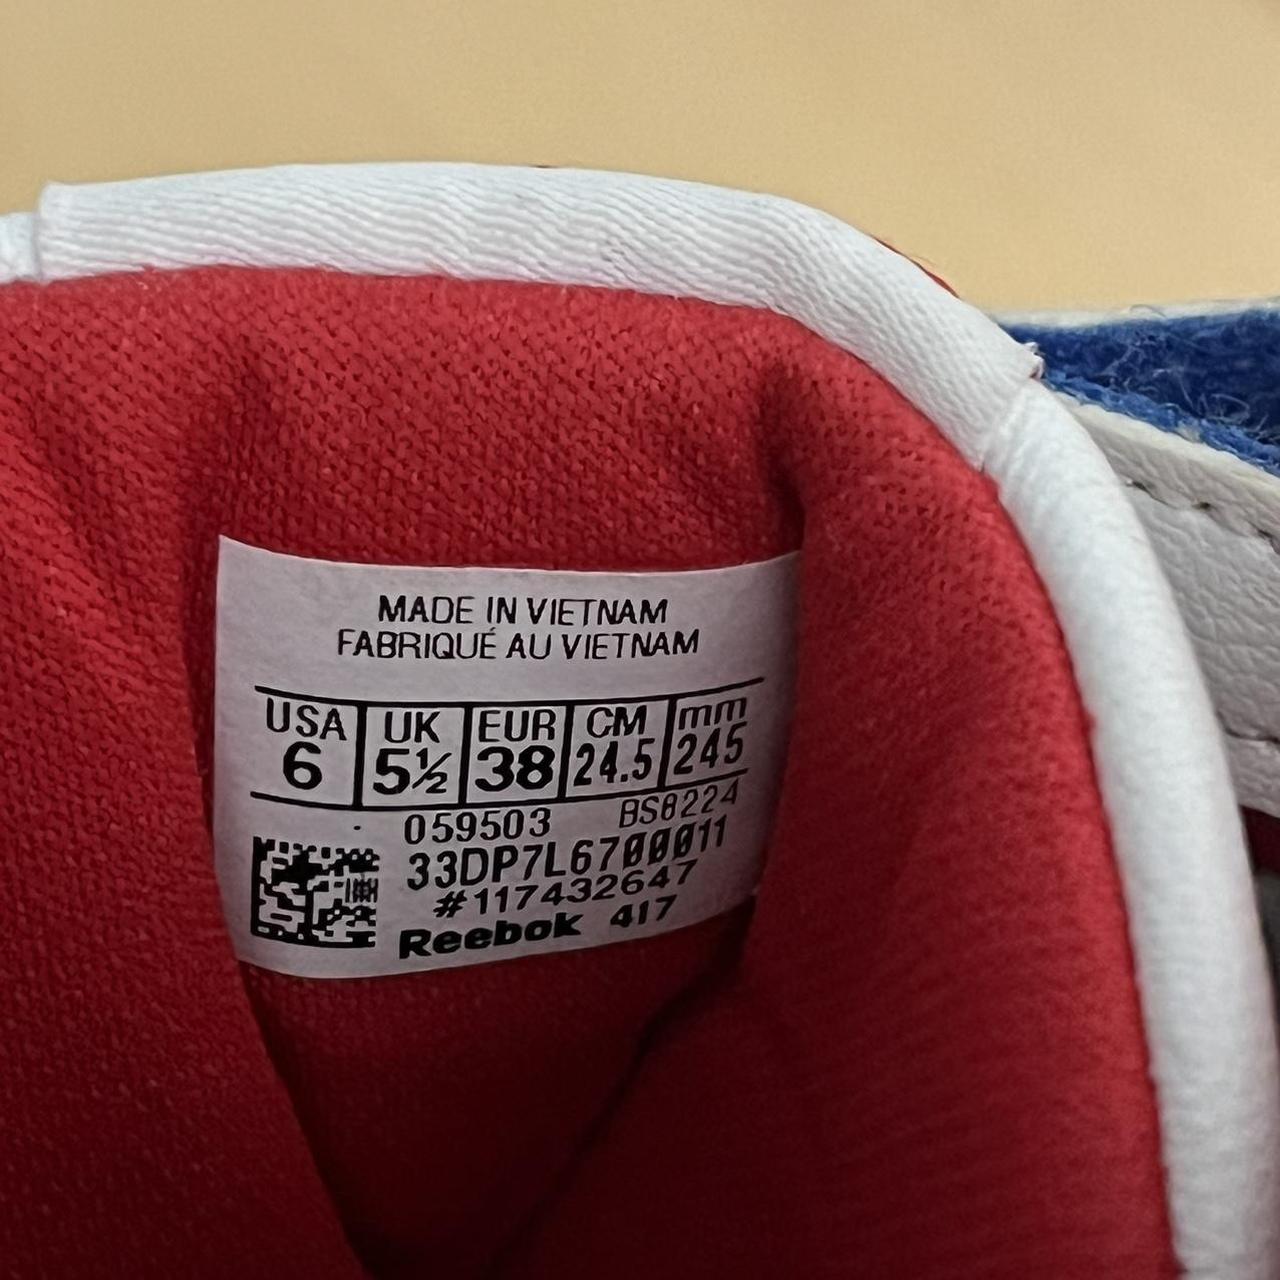 MADE IN VIETNAM
FABRIQUÉ AU VIETNAM
USA UK EUR CM mm
6 5½ 38 24.5 245
059503 BS8224
33DP7L6700011
#117432647
Reebok 417